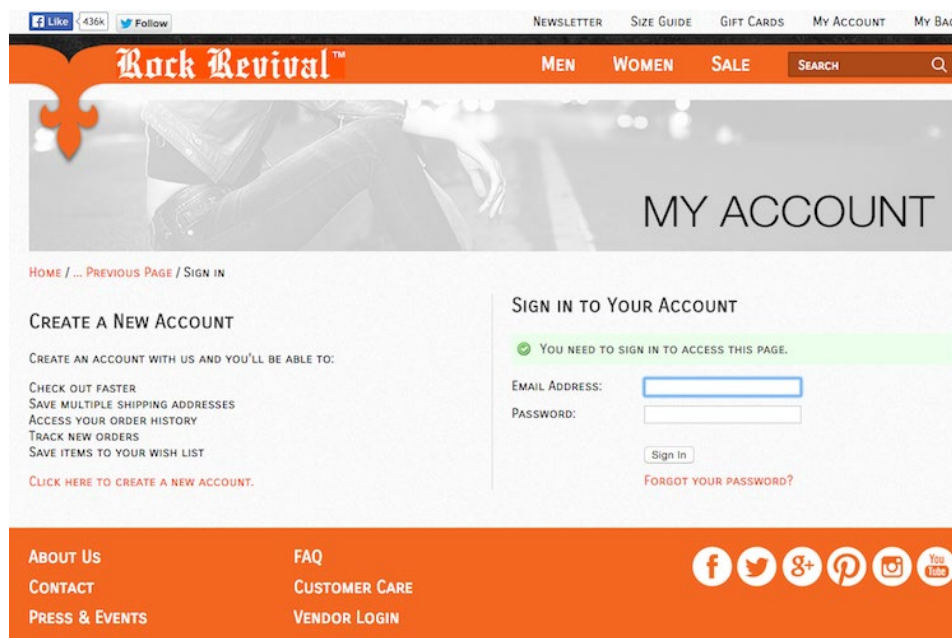 Like 436k Follow
NEWSLETTER SIZE GUIDE GIFT CARDS MY ACCOUNT MY
Rock Revival™
MEN WOMEN SALE SEARCH
MY ACCOUNT
HOME / ... PREVIOUS PAGE / SIGN IN
CREATE A NEW ACCOUNT
CREATE AN ACCOUNT WITH US AND YOU'LL BE ABLE TO:
CHECK OUT FASTER
SAVE MULTIPLE SHIPPING ADDRESSES
ACCESS YOUR ORDER HISTORY
TRACK NEW ORDERS
SAVE ITEMS TO YOUR WISH LIST
CLICK HERE TO CREATE A NEW ACCOUNT.
SIGN IN TO YOUR ACCOUNT
YOU NEED TO SIGN IN TO ACCESS THIS PAGE.
EMAIL ADDRESS:
PASSWORD:
Sign In
FORGOT YOUR PASSWORD?
ABOUT US
CONTACT
PRESS & EVENTS
FAQ
CUSTOMER CARE
VENDOR LOGIN
You Tube